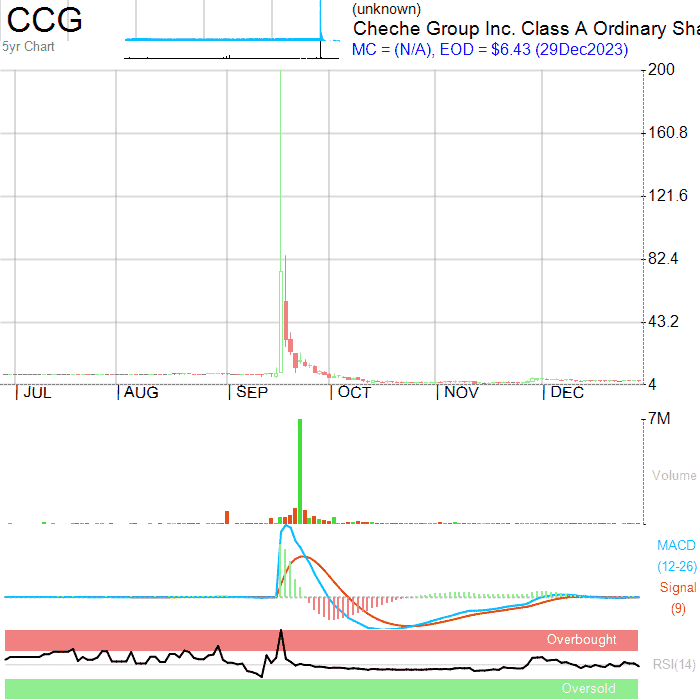 CCG
5yr Chart
(unknown)
Cheche Group Inc. Class A Ordinary Sha
MC = (N/A), EOD = $6.43 (29Dec2023)
200
160.8
121.6
82.4
43.2
4
JUL AUG SEP OCT NOV DEC
7M
Volume
MACD
(12-26)
Signal
(9)
Overbought
RSI(14)
Oversold